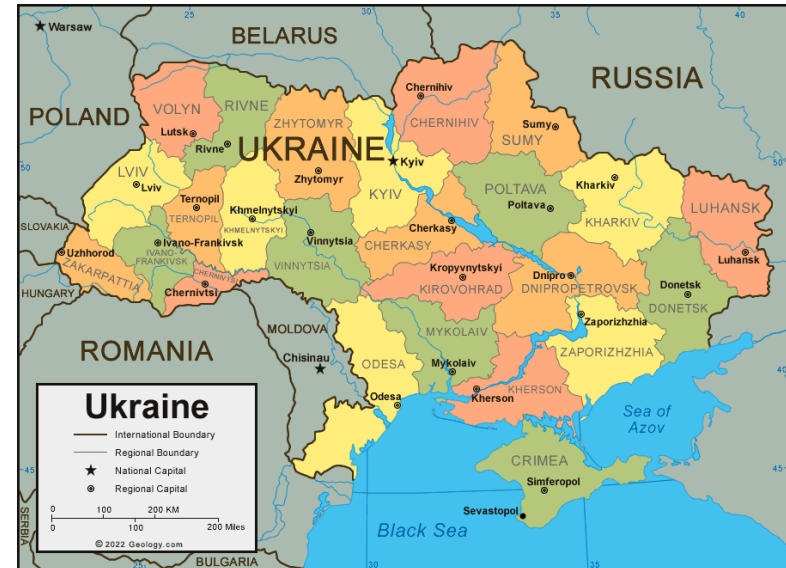 30
35
40
Warsaw
BELARUS
RUSSIA
POLAND
VOLYN
RIVNE
Chernihiv
CHERNIHIV
ZHYTOMYR
SUMY
Sumy
Lutsk
Rivne
UKRAINE
Kyiv
50
50
LVIV
Lviv
Zhytomyr
KYIV
POLTAVA
Poltava
Kharkiv
KHARKIV
LUHANSK
Luhansk
Ternopil
TERNOPIL
Khmelnytskyi
KHMELNYTSKYI
Cherkasy
CHERKASY
SLOVAKIA
Uzhhorod
ZAKARPATTIA
Ivano-Frankivsk
IVANO-
FRANKIVSK
Vinnytsia
VINNYTSIA
CHERNIVTSI
Chernivtsi
Kropyvnytskyi
KIROVOHRAD
Dnipro
DNIPROPETROVSK
Donetsk
DONETSK
HUNGARY
MOLDOVA
Chisinau
ROMANIA
MYKOLAIV
Mykolaiv
Zaporizhzhia
ZAPORIZHZHIA
ODESA
Odesa
KHERSON
Kherson
Sea of
Azov
Ukraine
International Boundary
Regional Boundary
National Capital
Regional Capital
0 100 200 KM
0 100 200 Miles
© 2022 Geology.com
45
45
CRIMEA
Simferopol
Sevastopol
Black Sea
SERBIA
BULGARIA
25
30
35